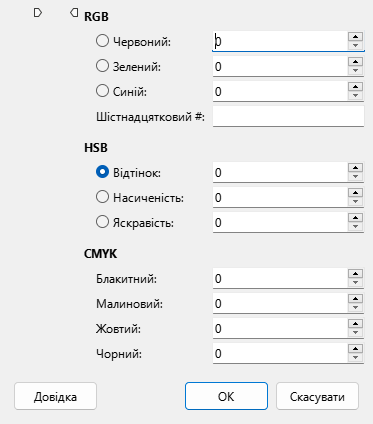 RGB
Червоний: 0
Зелений: 0
Синій: 0
Шістнадцятковий #:
HSB
Відтінок: 0
Насиченість: 0
Яскравість: 0
CMYK
Блакитний: 0
Малиновий: 0
Жовтий: 0
Чорний: 0
Довідка OK Скасувати